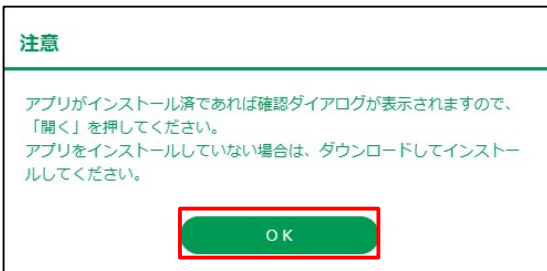 注意
アプリがインストール済であれば確認ダイアログが表示されますので、
「開く」を押してください。
アプリをインストールしていない場合は、ダウンロードしてインストー
ルしてください。
OK